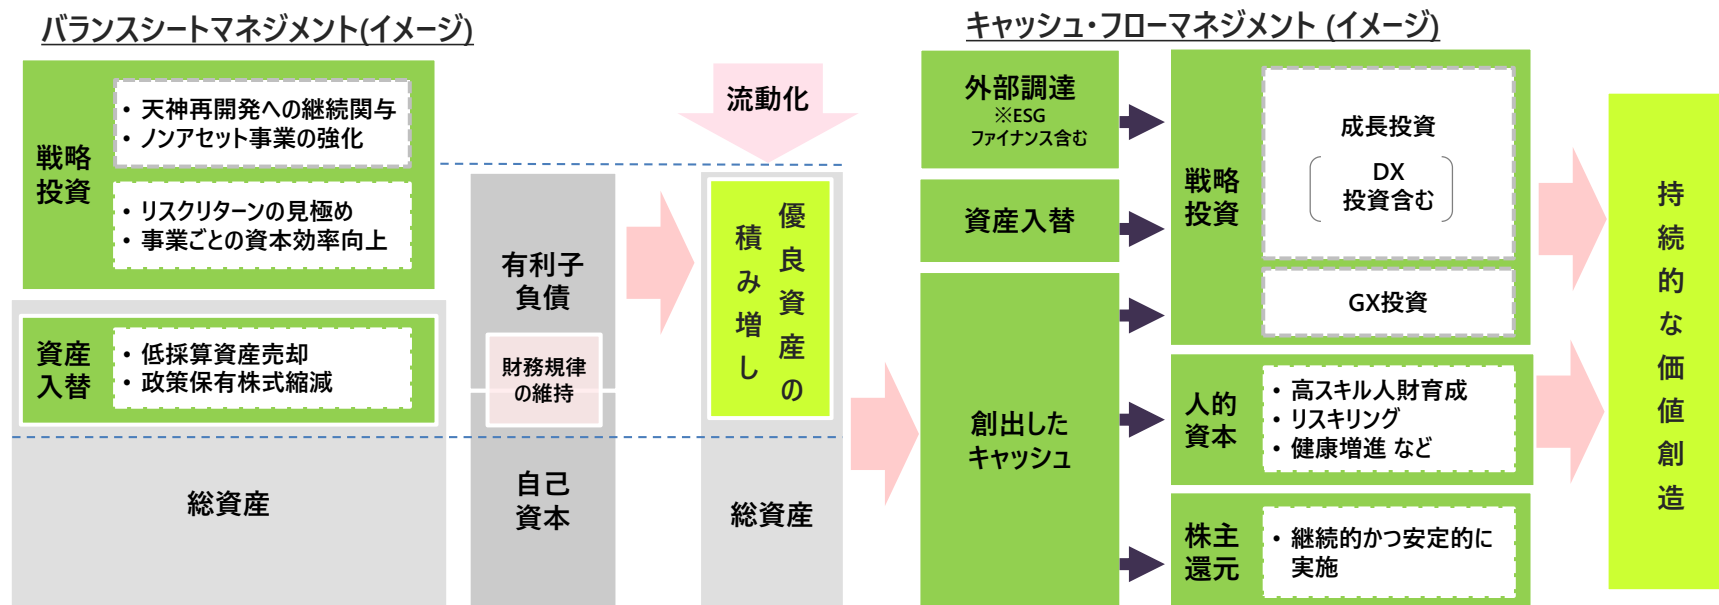 バランスシートマネジメント(イメージ)
戦略
投資
• 天神再開発への継続関与
• ノンアセット事業の強化
• リスクリターンの見極め
• 事業ごとの資本効率向上
資産
入替
• 低採算資産売却
• 政策保有株式縮減
総資産
有利子
負債
財務規律
の維持
自己
資本
流動化
優良資産の
積み増し
総資産
キャッシュ・フローマネジメント (イメージ)
外部調達
※ESG
ファイナンス含む
資産入替
創出した
キャッシュ
戦略
投資
成長投資
DX
投資含む
GX投資
人的
資本
• 高スキル人財育成
• リスキリング
• 健康増進 など
株主
還元
• 継続的かつ安定的に
実施
持続的な価値創造